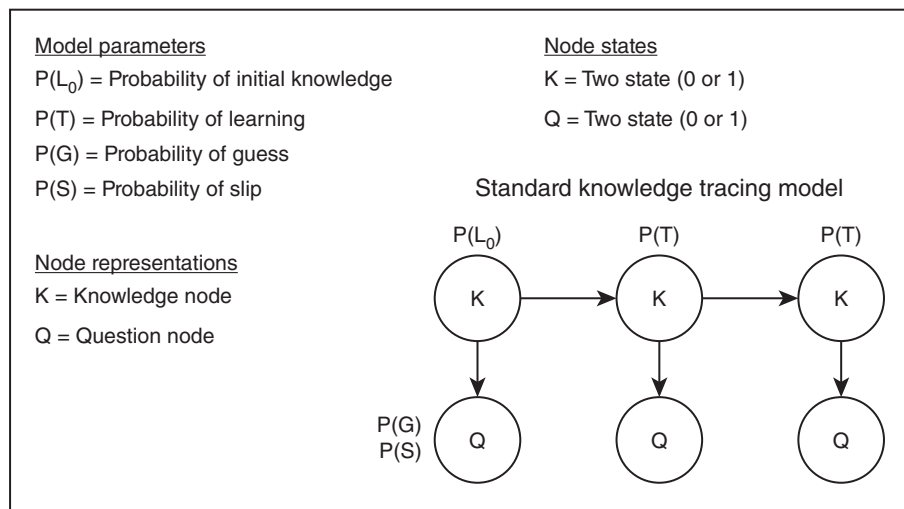 Model parameters
P(L0) = Probability of initial knowledge
P(T) = Probability of learning
P(G) = Probability of guess
P(S) = Probability of slip
Node representations
K = Knowledge node
Q = Question node
Node states
K = Two state (0 or 1)
Q = Two state (0 or 1)
Standard knowledge tracing model
P(L0) P(T) P(T)
K K K
P(G)
P(S)
Q Q Q